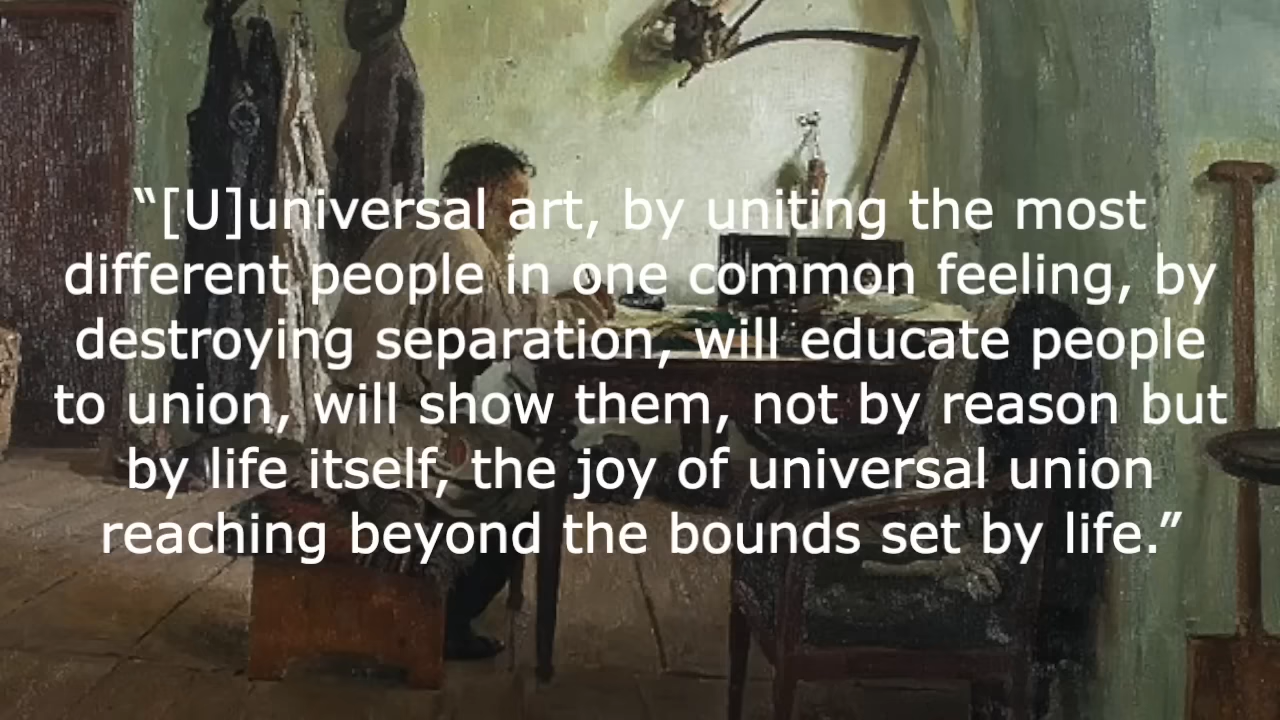 “[U]universal art, by uniting the most
different people in one common feeling, by
destroying separation, will educate people
to union, will show them, not by reason but
by life itself, the joy of universal union
reaching beyond the bounds set by life.”